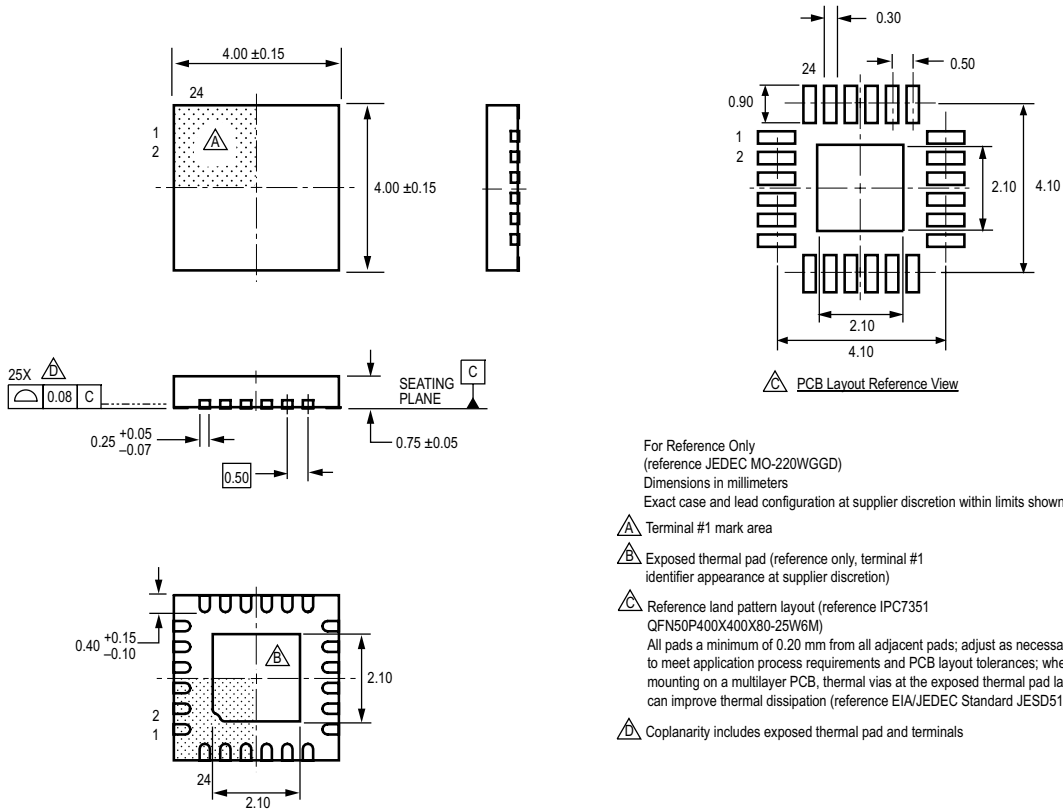 4.00 ±0.15
24
1
2
A
4.00 ±0.15
0.30
24
0.50
0.90
1
2
2.10
4.10
2.10
4.10
C PCB Layout Reference View
25X D
0.08 C
SEATING
PLANE
C
0.25 +0.05
–0.07
0.50
0.75 ±0.05
0.40 +0.15
–0.10
B
2.10
2
1
24
2.10
For Reference Only
(reference JEDEC MO-220WGGD)
Dimensions in millimeters
Exact case and lead configuration at supplier discretion within limits shown
A Terminal #1 mark area
B Exposed thermal pad (reference only, terminal #1
identifier appearance at supplier discretion)
C Reference land pattern layout (reference IPC7351
QFN50P400X400X80-25W6M)
All pads a minimum of 0.20 mm from all adjacent pads; adjust as necessa
to meet application process requirements and PCB layout tolerances; whe
mounting on a multilayer PCB, thermal vias at the exposed thermal pad la
can improve thermal dissipation (reference EIA/JEDEC Standard JESD51
D Coplanarity includes exposed thermal pad and terminals